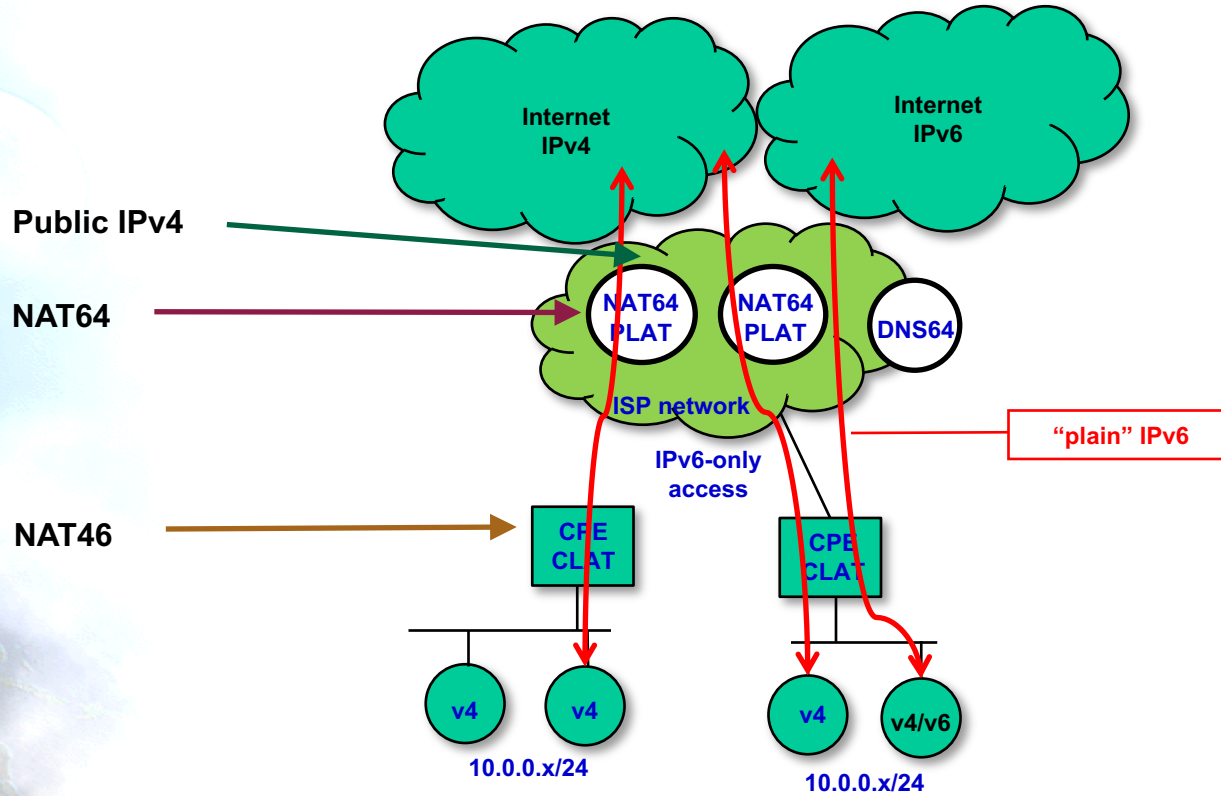 Internet
IPv4
Internet
IPv6
Public IPv4
NAT64
NAT64
PLAT
NAT64
PLAT
DNS64
ISP network
"plain" IPv6
IPv6-only
access
NAT46
CPE
CLAT
CPE
CLAT
v4
v4
v4
v4/v6
10.0.0.x/24
10.0.0.x/24